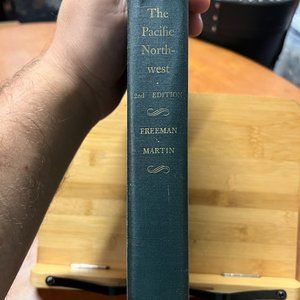 The
Pacific
North-
west
2nd EDITION
FREEMAN
MARTIN